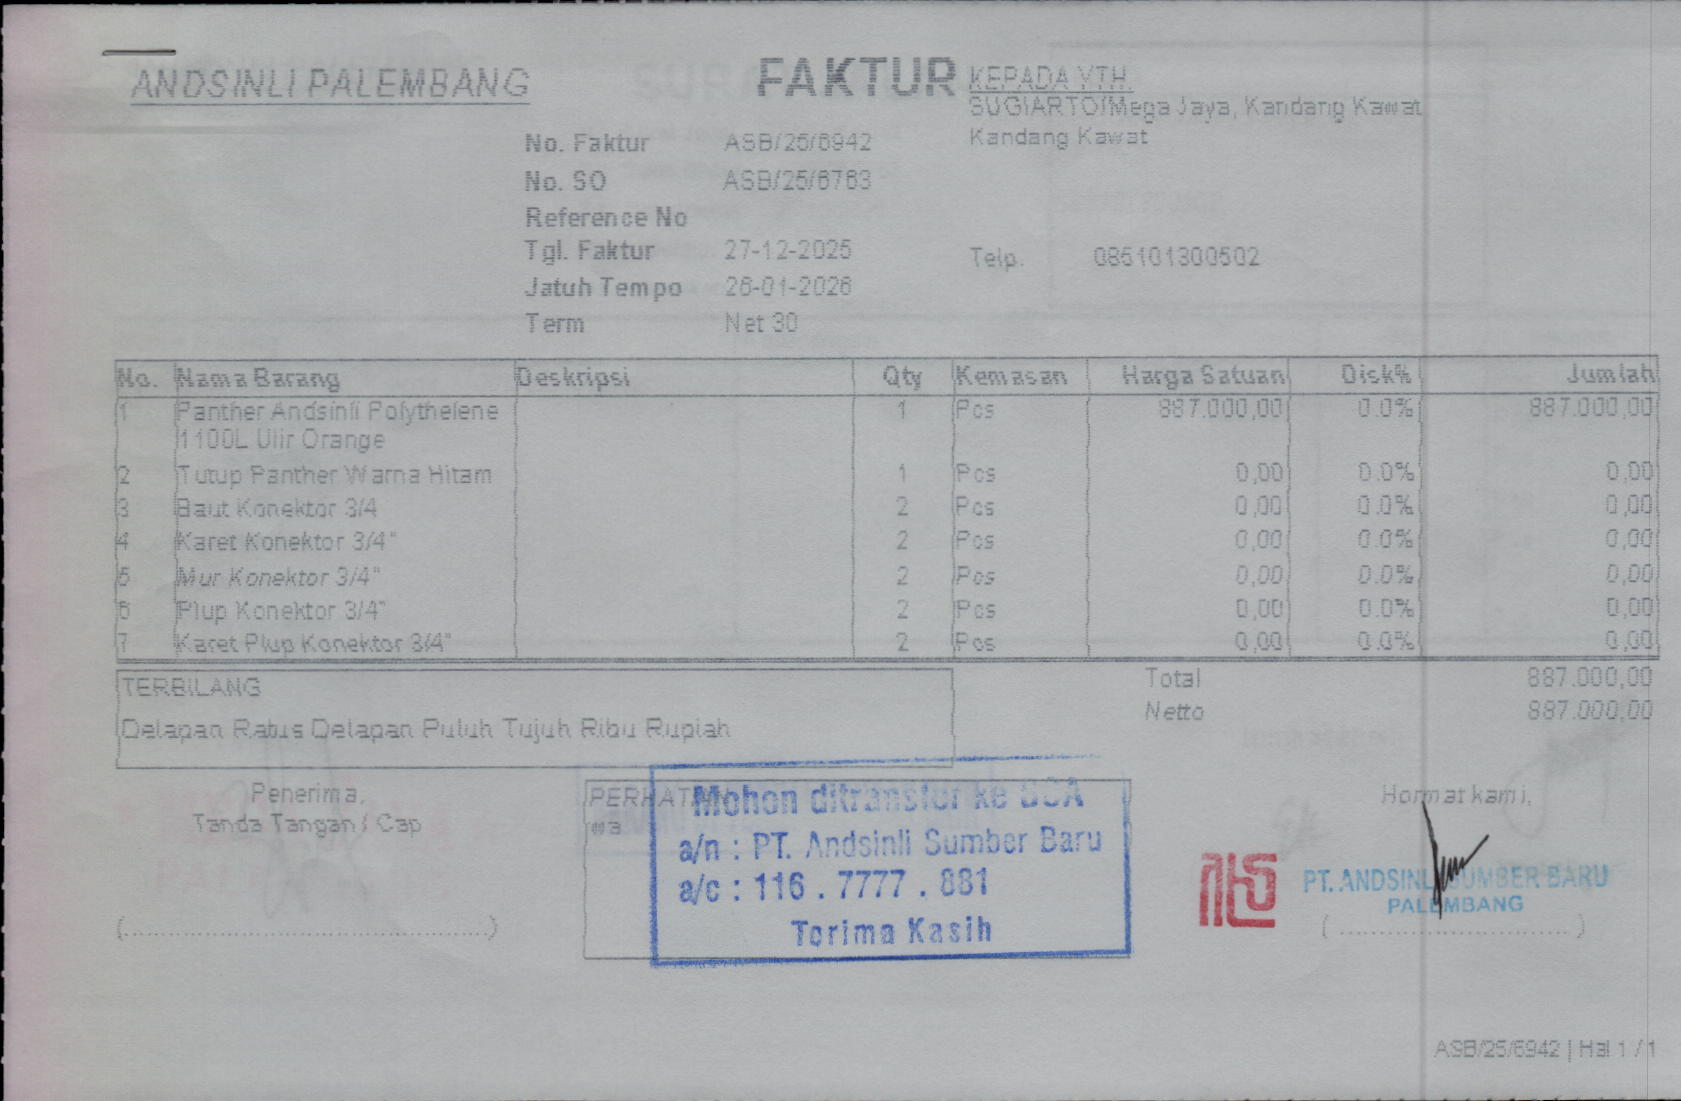 ANDSINLI PALEMBANG
FAKTUR
KEPADA YTH.
SUGIARTO/Mega Jaya, Kandang Kawat
Kandang Kawat
No. Faktur ASB/25/6942
No. SO ASB/25/6763
Reference No
Tgl. Faktur 27-12-2025
Telp. 085101300502
Jatuh Tempo 26-01-2026
Term Net 30
No. Nama Barang Deskripsi Qty Kemasan Harga Satuan Disk% Jumlah
1 Panther Andsinli Polythelene 1 Pcs 887.000,00 0.0% 887.000,00
1100L Ulir Orange
2 Tutup Panther Warna Hitam 1 Pcs 0,00 0.0% 0,00
3 Baut Konektor 3/4 2 Pcs 0,00 0.0% 0,00
4 Karet Konektor 3/4" 2 Pcs 0,00 0.0% 0,00
5 Mur Konektor 3/4" 2 Pcs 0,00 0.0% 0,00
6 Plup Konektor 3/4" 2 Pcs 0,00 0.0% 0,00
7 Karet Plup Konektor 3/4" 2 Pcs 0,00 0.0% 0,00
TERBILANG
Delapan Ratus Delapan Puluh Tujuh Ribu Rupiah
Total 887.000,00
Netto 887.000,00
Penerima,
Tanda Tangan / Cap
(....................................................)
Mohon ditransfer ke BCA
a/n : PT. Andsinli Sumber Baru
a/c : 116 . 7777 . 881
Terima Kasih
Hormat kami,
PT. ANDSINLI SUMBER BARU
PALEMBANG
( ................................. )
ASB/25/6942 | Hal 1 / 1